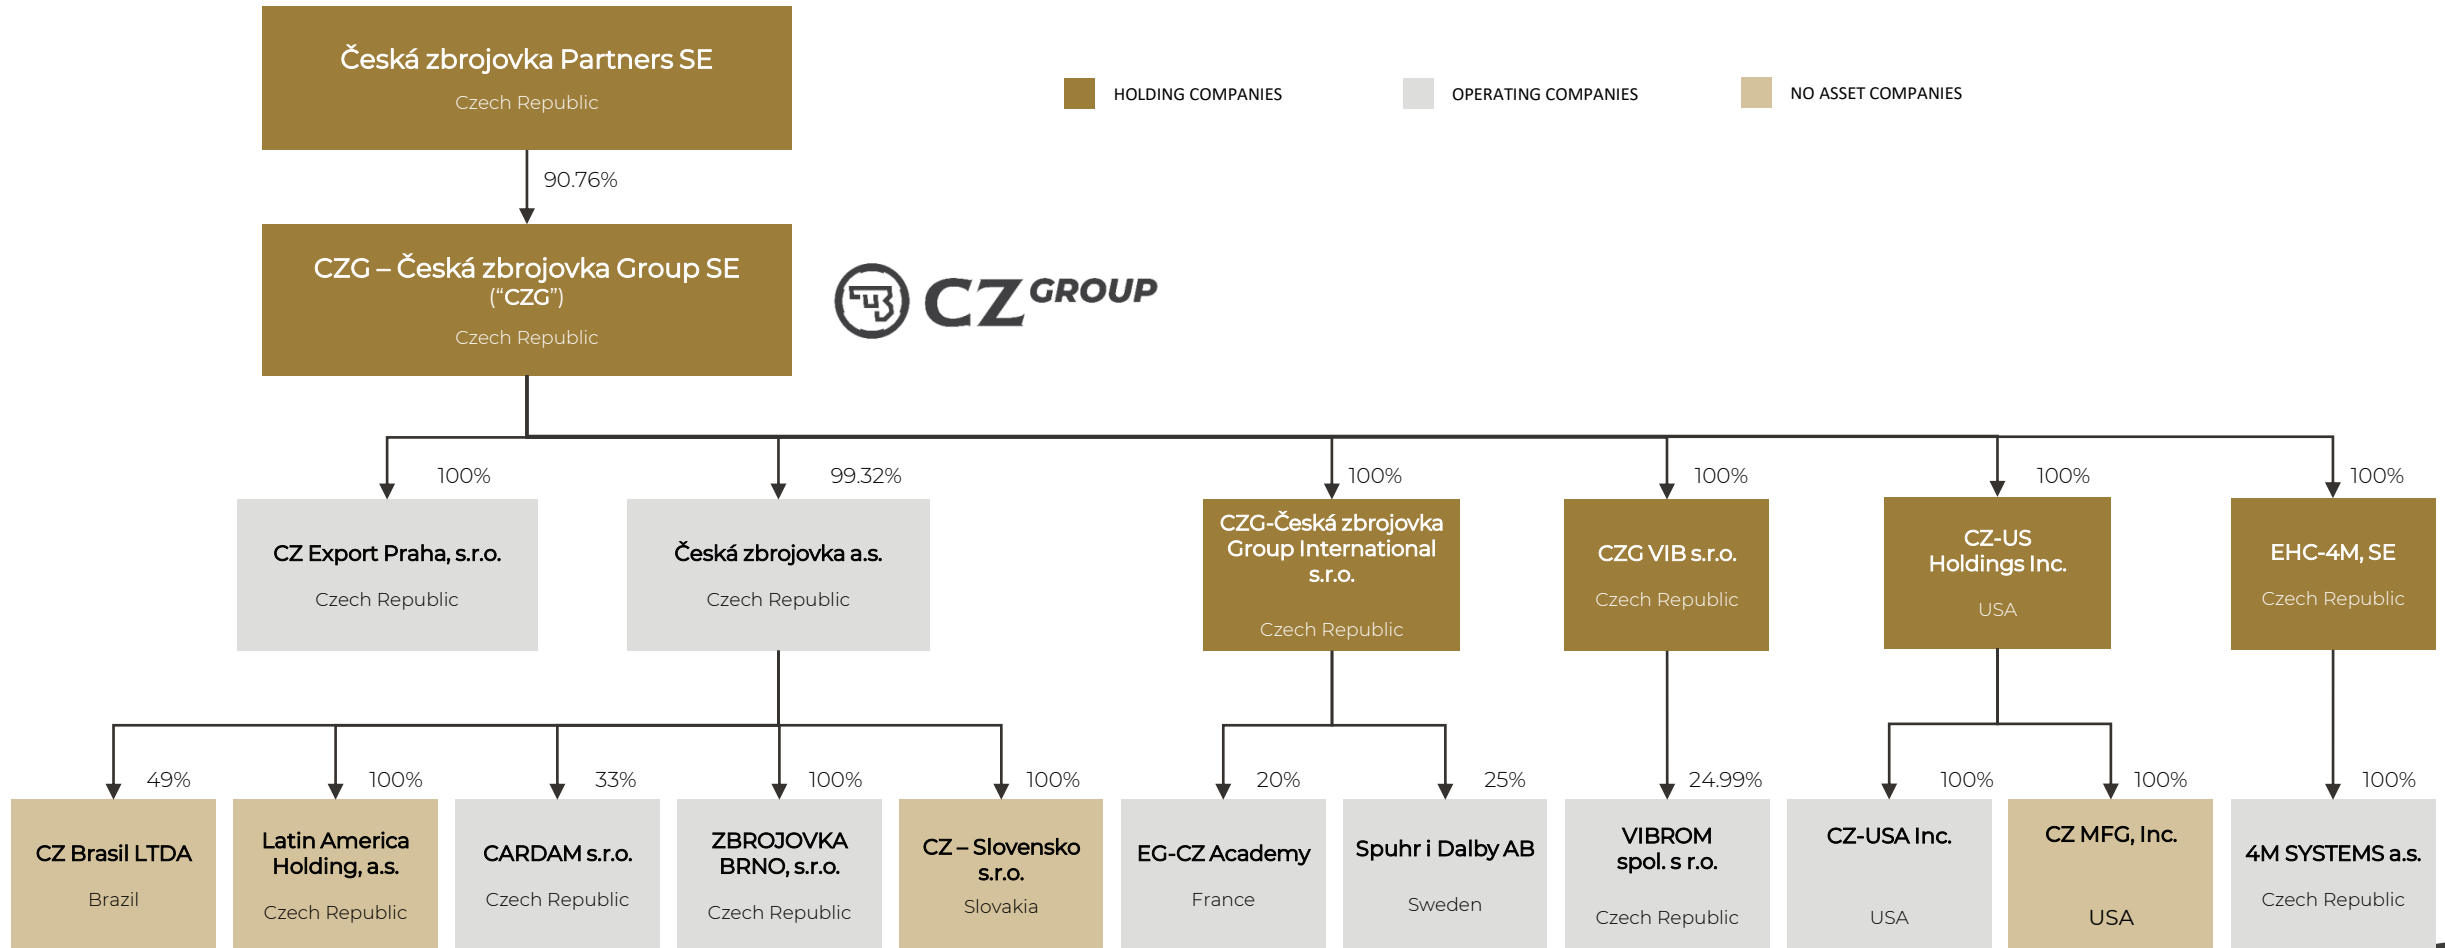 Česká zbrojovka Partners SE
Czech Republic
HOLDING COMPANIES
OPERATING COMPANIES
NO ASSET COMPANIES
90.76%
CZG – Česká zbrojovka Group SE
(“CZG”)
Czech Republic
CZ GROUP
100%
99.32%
100%
100%
100%
100%
CZ Export Praha, s.r.o.
Czech Republic
Česká zbrojovka a.s.
Czech Republic
CZG-Česká zbrojovka
Group International
s.r.o.
Czech Republic
CZG VIB s.r.o.
Czech Republic
CZ-US
Holdings Inc.
USA
EHC-4M, SE
Czech Republic
49%
100%
33%
100%
100%
20%
25%
24.99%
100%
100%
100%
CZ Brasil LTDA
Brazil
Latin America
Holding, a.s.
Czech Republic
CARDAM s.r.o.
Czech Republic
ZBROJOVKA
BRNO, s.r.o.
Czech Republic
CZ – Slovensko
s.r.o.
Slovakia
EG-CZ Academy
France
Spuhr i Dalby AB
Sweden
VIBROM
spol. s r.o.
Czech Republic
CZ-USA Inc.
USA
CZ MFG, Inc.
USA
4M SYSTEMS a.s.
Czech Republic